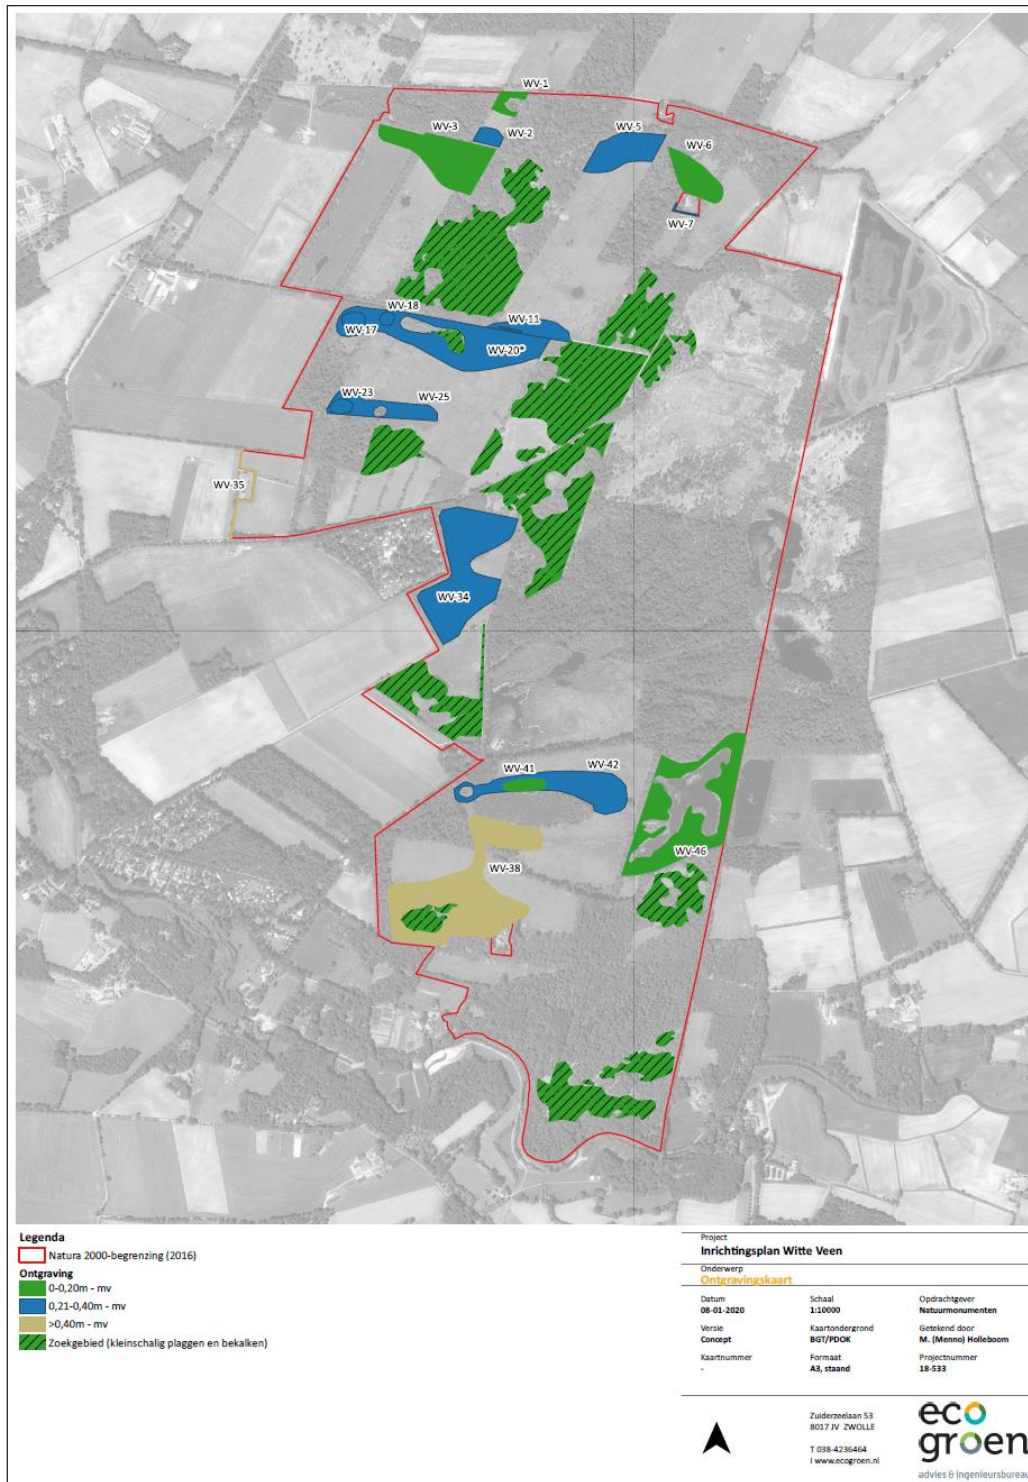 WV-1
WV-3
WV-2
WV-5
WV-6
WV-7
WV-18
WV-17
WV-11
WV-20*
WV-23
WV-25
WV-35
WV-34
WV-41
WV-42
WV-46
WV-38
Legenda
Natura 2000-begrenzing (2016)
Ontgraving
0-0,20m - mv
0,21-0,40m - mv
>0,40m - mv
Zoekgebied (kleinschalig plaggen en bekalken)
Project
Inrichtingsplan Witte Veen
Onderwerp
Ontgravingskaart
Datum Schaal Opdrachtgever
08-01-2020 1:10000 Natuurmonumenten
Versie Kaartondergrond Getekend door
Concept BGT/PDOK M. (Menno) Holleboom
Kaartnummer Formaat Projectnummer
- A3, staand 18-533
Zuiderzeelaan 53
8017 JV ZWOLLE
T 038-4236464
I www.ecogroen.nl
eco
groen
advies & ingenieursbureau